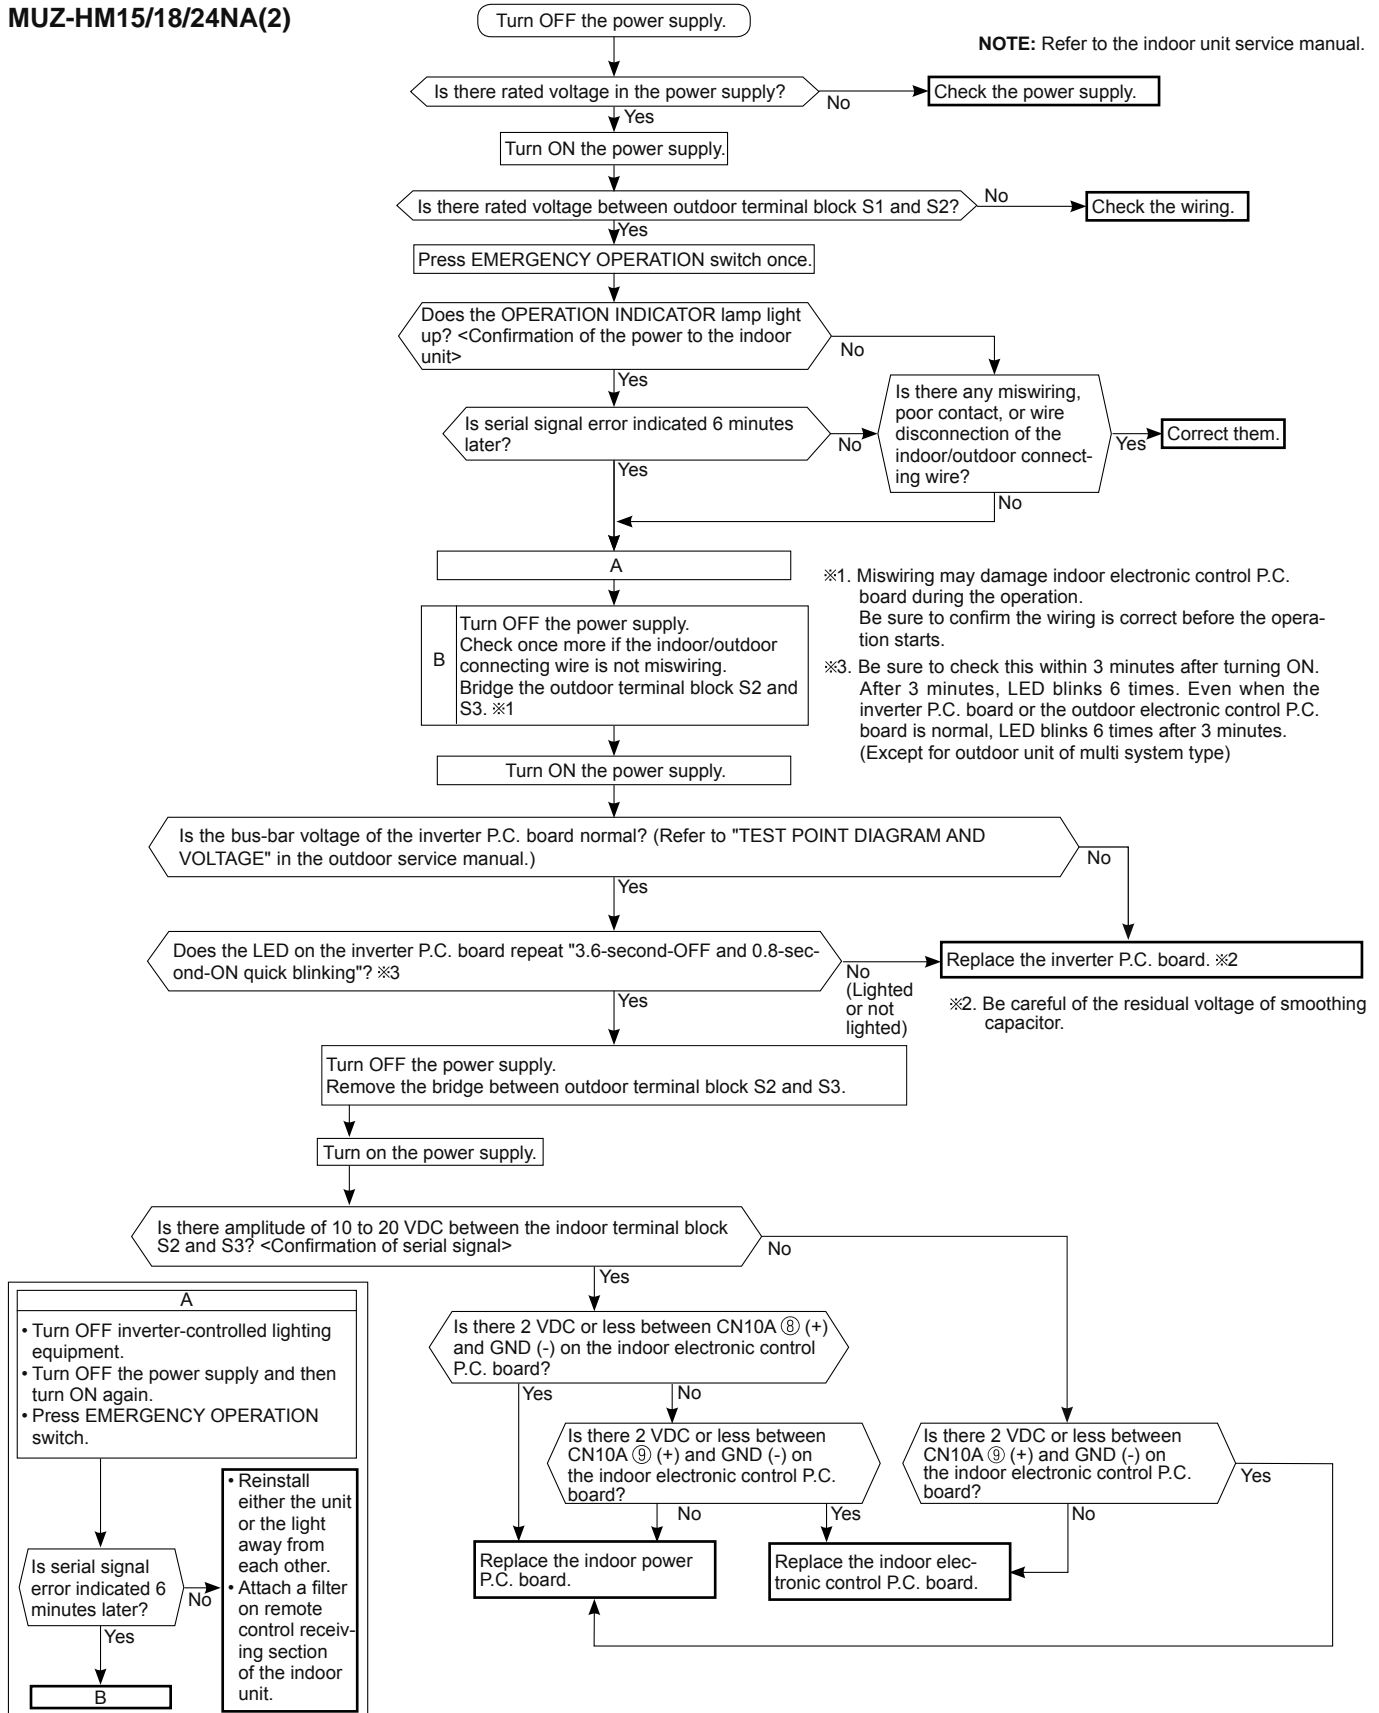 MUZ-HM15/18/24NA(2)
Turn OFF the power supply.
NOTE: Refer to the indoor unit service manual.
Is there rated voltage in the power supply?
No
Check the power supply.
Yes
Turn ON the power supply.
Is there rated voltage between outdoor terminal block S1 and S2?
No
Check the wiring.
Yes
Press EMERGENCY OPERATION switch once.
Does the OPERATION INDICATOR lamp light
up? <Confirmation of the power to the indoor
unit>
No
Yes
Is serial signal error indicated 6 minutes
later?
No
Yes
Is there any miswiring,
poor contact, or wire
disconnection of the
indoor/outdoor connect-
ing wire?
Yes
Correct them.
No
A
B
Turn OFF the power supply.
Check once more if the indoor/outdoor
connecting wire is not miswiring.
Bridge the outdoor terminal block S2 and
S3. ※1
※1. Miswiring may damage indoor electronic control P.C.
board during the operation.
Be sure to confirm the wiring is correct before the opera-
tion starts.
※3. Be sure to check this within 3 minutes after turning ON.
After 3 minutes, LED blinks 6 times. Even when the
inverter P.C. board or the outdoor electronic control P.C.
board is normal, LED blinks 6 times after 3 minutes.
(Except for outdoor unit of multi system type)
Turn ON the power supply.
Is the bus-bar voltage of the inverter P.C. board normal? (Refer to "TEST POINT DIAGRAM AND
VOLTAGE" in the outdoor service manual.)
No
Yes
Does the LED on the inverter P.C. board repeat "3.6-second-OFF and 0.8-sec-
ond-ON quick blinking"? ※3
No
(Lighted
or not
lighted)
Replace the inverter P.C. board. ※2
※2. Be careful of the residual voltage of smoothing
capacitor.
Yes
Turn OFF the power supply.
Remove the bridge between outdoor terminal block S2 and S3.
Turn on the power supply.
Is there amplitude of 10 to 20 VDC between the indoor terminal block
S2 and S3? <Confirmation of serial signal>
No
Yes
Is there 2 VDC or less between CN10A ⑧ (+)
and GND (-) on the indoor electronic control
P.C. board?
Yes
No
Is there 2 VDC or less between
CN10A ⑨ (+) and GND (-) on
the indoor electronic control P.C.
board?
No
Yes
Is there 2 VDC or less between
CN10A ⑨ (+) and GND (-) on
the indoor electronic control P.C.
board?
Yes
No
Replace the indoor power
P.C. board.
Replace the indoor elec-
tronic control P.C. board.
A
• Turn OFF inverter-controlled lighting
equipment.
• Turn OFF the power supply and then
turn ON again.
• Press EMERGENCY OPERATION
switch.
Is serial signal
error indicated 6
minutes later?
No
Yes
B
• Reinstall
either the unit
or the light
away from
each other.
• Attach a filter
on remote
control receiv-
ing section
of the indoor
unit.